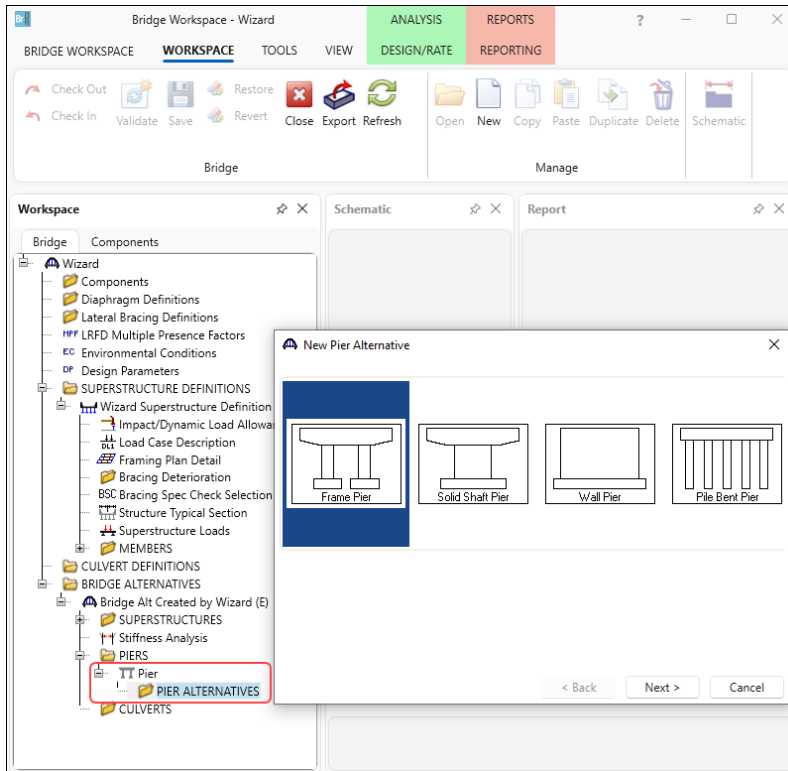 Br
Bridge Workspace - Wizard
ANALYSIS
REPORTS
?
BRIDGE WORKSPACE
WORKSPACE
TOOLS
VIEW
DESIGN/RATE
REPORTING
Check Out
Check In
Validate
Save
Restore
Revert
Close
Export
Refresh
Open
New
Copy
Paste
Duplicate
Delete
Schematic
Bridge
Manage
Workspace
Schematic
Report
Bridge
Components
Wizard
Components
Diaphragm Definitions
Lateral Bracing Definitions
MPF LRFD Multiple Presence Factors
EC Environmental Conditions
DP Design Parameters
SUPERSTRUCTURE DEFINITIONS
Wizard Superstructure Definition
Impact/Dynamic Load Allowa
DL1 Load Case Description
Framing Plan Detail
Bracing Deterioration
BSC Bracing Spec Check Selection
Structure Typical Section
Superstructure Loads
MEMBERS
CULVERT DEFINITIONS
BRIDGE ALTERNATIVES
Bridge Alt Created by Wizard (E)
SUPERSTRUCTURES
Stiffness Analysis
PIERS
Pier
PIER ALTERNATIVES
CULVERTS
New Pier Alternative
Frame Pier
Solid Shaft Pier
Wall Pier
Pile Bent Pier
< Back
Next >
Cancel